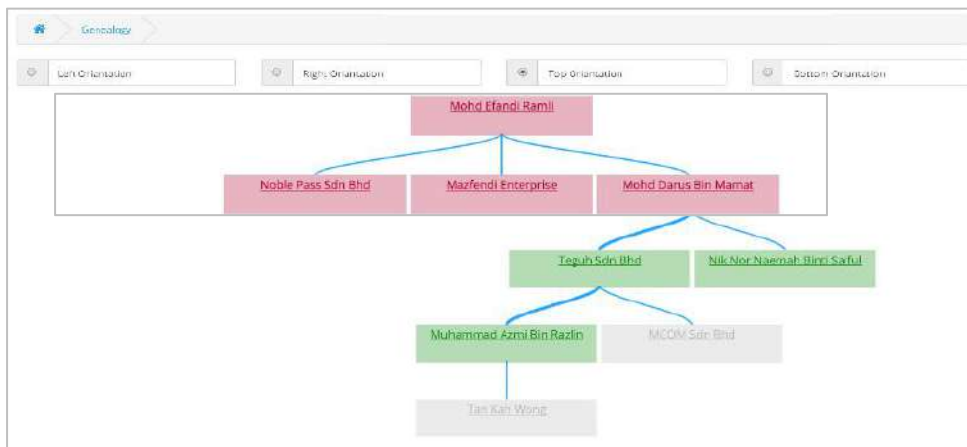 Genealogy
Left Orientation
Right Orientation
Top Orientation
Bottom Orientation
Mohd Efandi Ramli
Noble Pass Sdn Bhd
Mazfendi Enterprise
Mohd Darus Bin Mamat
Teguh Sdn Bhd
Nik Nor Naemah Binti Saiful
Muhammad Azmi Bin Razlin
MCOM Sdn Bhd
Tan Kah Wong